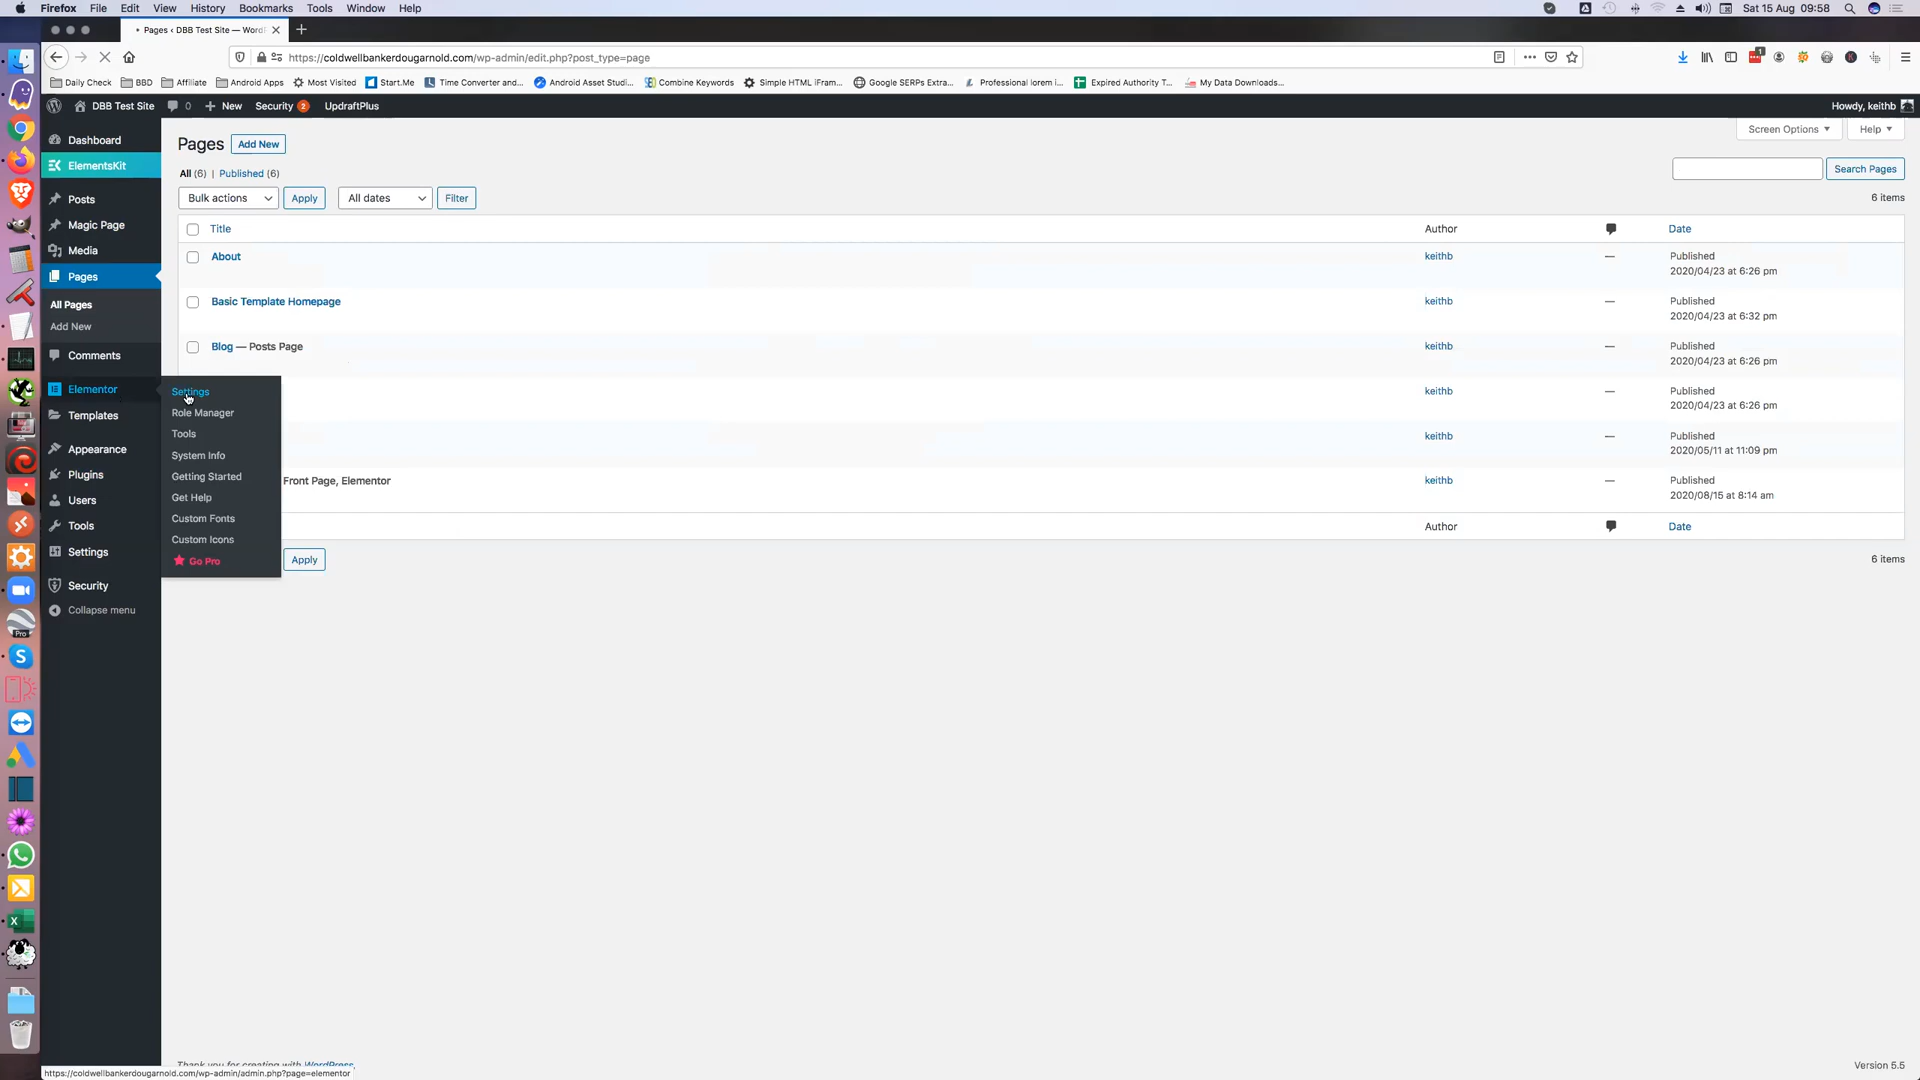 Firefox File Edit View History Bookmarks Tools Window Help Sat 15 Aug 09:58
Pages ‹ DBB Test Site — Word
https://coldwellbankerdougarnold.com/wp-admin/edit.php?post_type=page
1
Daily Check BBD Affiliate Android Apps Most Visited Start.Me Time Converter and... Android Asset Studi... Combine Keywords Simple HTML iFram... Google SERPs Extra... Professional lorem i... Expired Authority T... My Data Downloads...
DBB Test Site 0 + New Security 2 UpdraftPlus Howdy, keithb
Dashboard
ElementsKit
Posts
Magic Page
Media
Pages
All Pages
Add New
Comments
Elementor
Templates
Appearance
Plugins
Users
Tools
Settings
Security
Collapse menu
Settings
Role Manager
Tools
System Info
Getting Started
Get Help
Custom Fonts
Custom Icons
Go Pro
Screen Options Help
Pages Add New
All (6) | Published (6)
Search Pages
Bulk actions Apply All dates Filter 6 items
Title Author Date
About keithb — Published
2020/04/23 at 6:26 pm
Basic Template Homepage keithb — Published
2020/04/23 at 6:32 pm
Blog — Posts Page keithb — Published
2020/04/23 at 6:26 pm
keithb — Published
2020/04/23 at 6:26 pm
keithb — Published
2020/05/11 at 11:09 pm
Front Page, Elementor keithb — Published
2020/08/15 at 8:14 am
Author Date
Apply 6 items
Pro
Thank you for creating with WordPress. Version 5.5
https://coldwellbankerdougarnold.com/wp-admin/admin.php?page=elementor